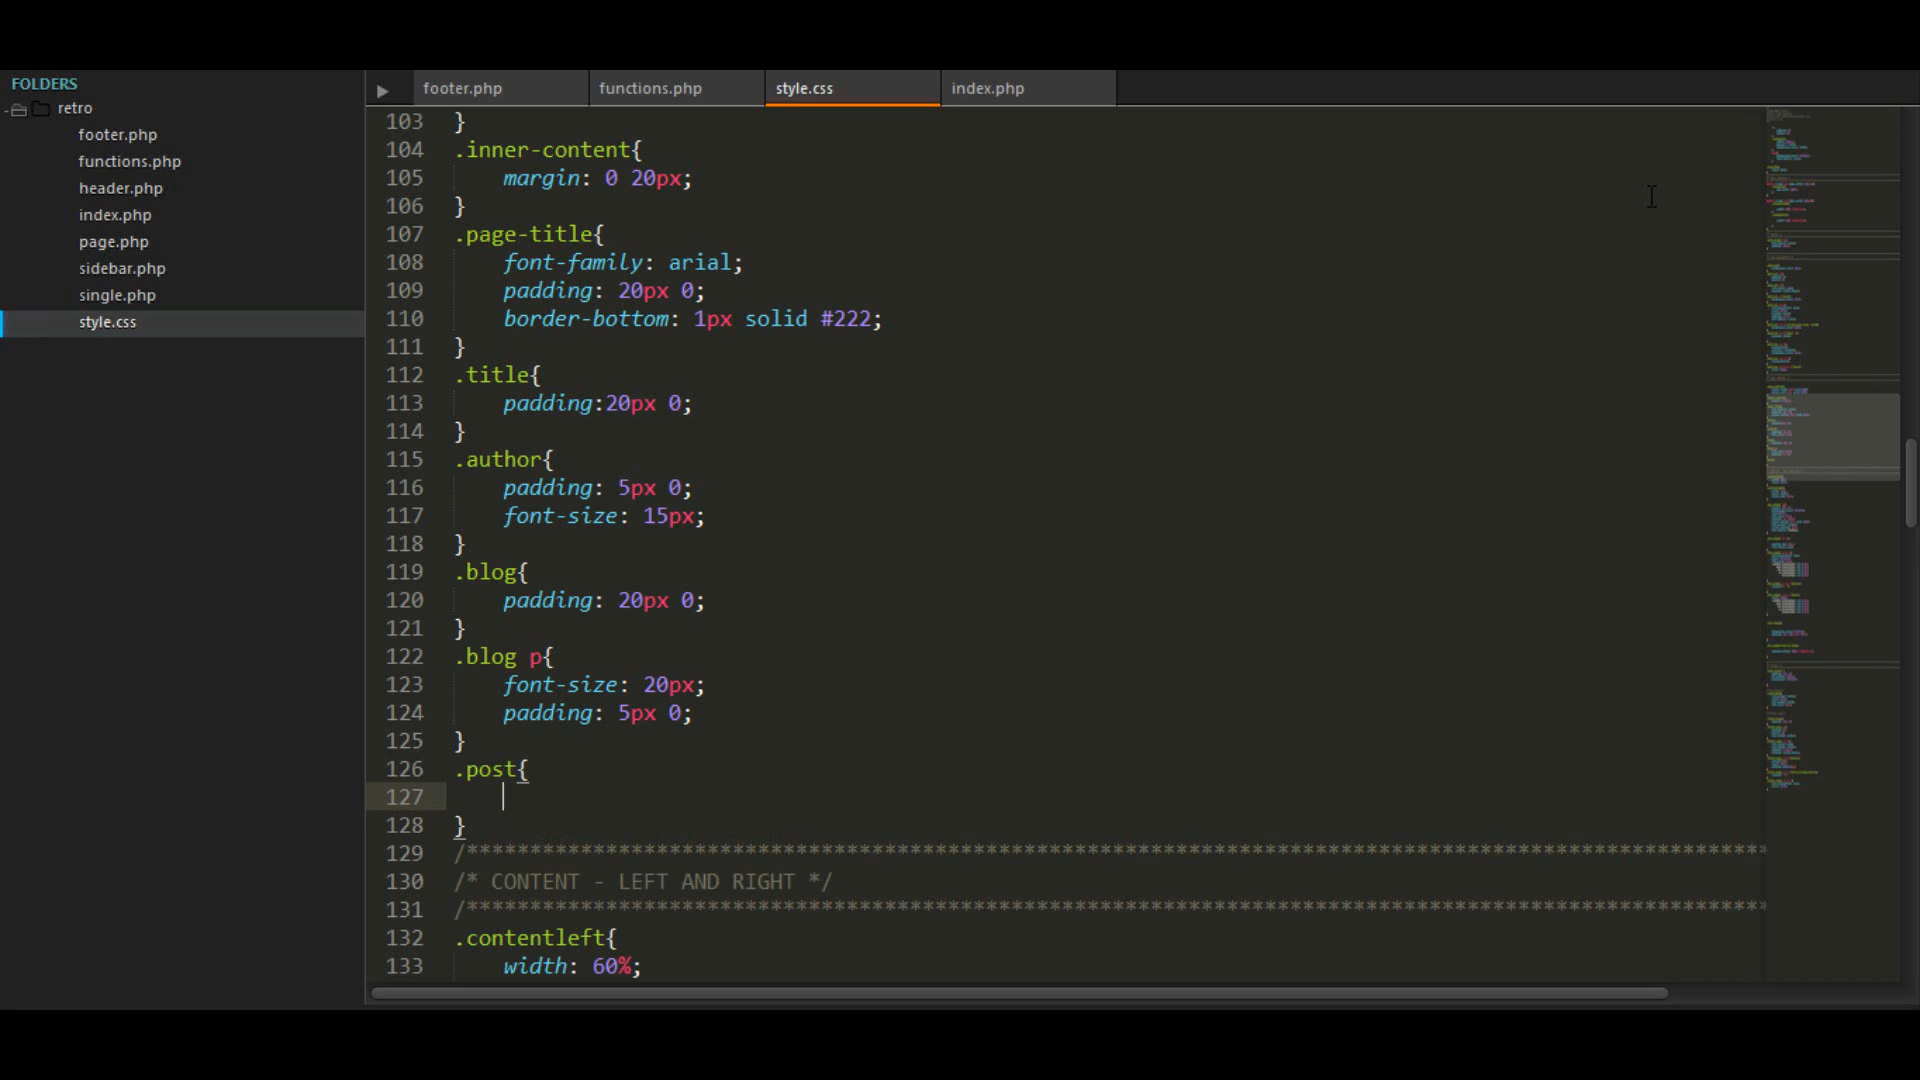 FOLDERS
retro
footer.php
functions.php
header.php
index.php
page.php
sidebar.php
single.php
style.css
footer.php functions.php style.css index.php
103 }
104 .inner-content{
105 margin: 0 20px;
106 }
107 .page-title{
108 font-family: arial;
109 padding: 20px 0;
110 border-bottom: 1px solid #222;
111 }
112 .title{
113 padding:20px 0;
114 }
115 .author{
116 padding: 5px 0;
117 font-size: 15px;
118 }
119 .blog{
120 padding: 20px 0;
121 }
122 .blog p{
123 font-size: 20px;
124 padding: 5px 0;
125 }
126 .post{
127
128 }
129 /*******************************************************************************************************
130 /* CONTENT - LEFT AND RIGHT */
131 /*******************************************************************************************************
132 .contentleft{
133 width: 60%;